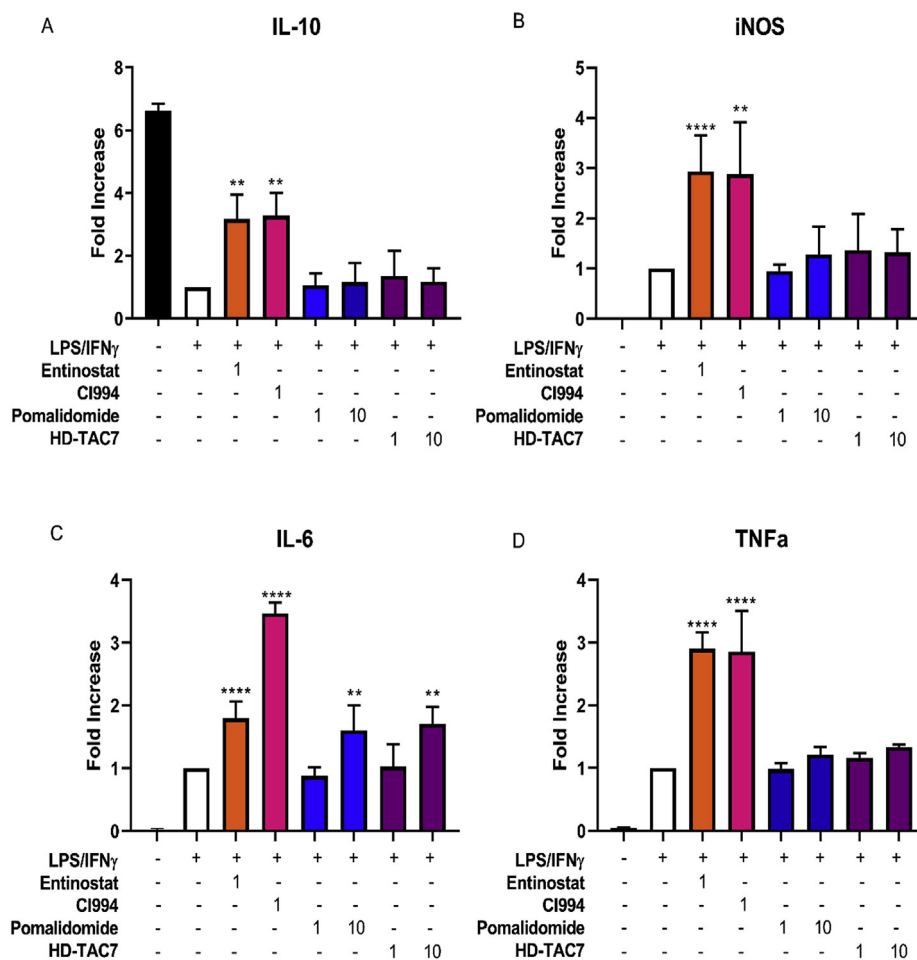 A
IL-10
Fold Increase
8
6
4
2
0
** **
LPS/IFNγ - + + + + + + +
Entinostat - - 1 - - - - -
CI994 - - - 1 - - - -
Pomalidomide - - - - 1 10 - -
HD-TAC7 - - - - - - 1 10
B
iNOS
Fold Increase
5
4
3
2
1
0
**** **
LPS/IFNγ - + + + + + + +
Entinostat - - 1 - - - - -
CI994 - - - 1 - - - -
Pomalidomide - - - - 1 10 - -
HD-TAC7 - - - - - - 1 10
C
IL-6
Fold Increase
4
3
2
1
0
**** **** ** **
LPS/IFNγ - + + + + + + +
Entinostat - - 1 - - - - -
CI994 - - - 1 - - - -
Pomalidomide - - - - 1 10 - -
HD-TAC7 - - - - - - 1 10
D
TNFa
Fold Increase
4
3
2
1
0
**** ****
LPS/IFNγ - + + + + + + +
Entinostat - - 1 - - - - -
CI994 - - - 1 - - - -
Pomalidomide - - - - 1 10 - -
HD-TAC7 - - - - - - 1 10